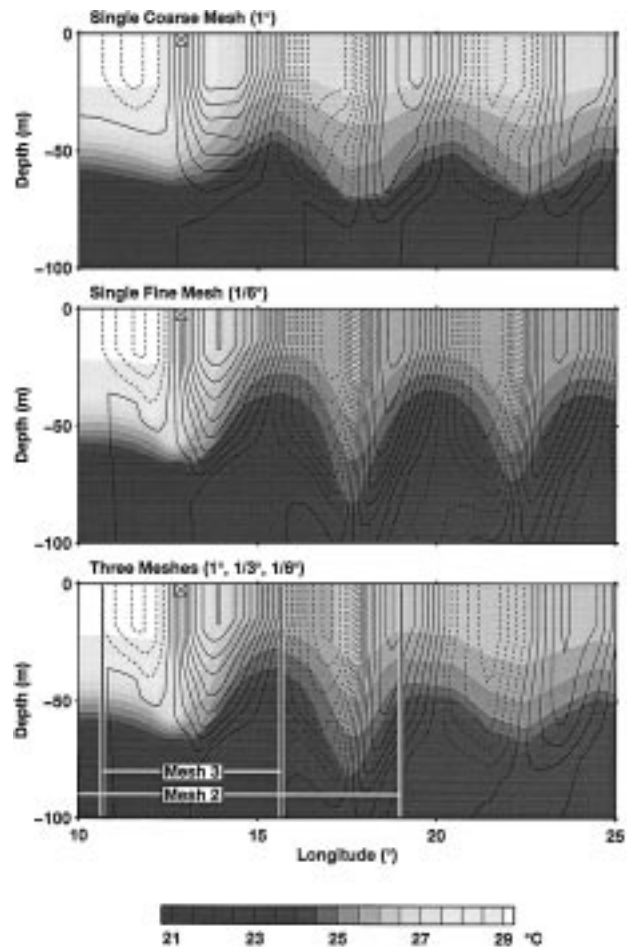 Single Coarse Mesh (1°)
0
−50
−100
Depth (m)
Single Fine Mesh (1/6°)
0
−50
−100
Depth (m)
Three Meshes (1°, 1/3°, 1/6°)
0
−50
−100
Depth (m)
Mesh 3
Mesh 2
10 15 20 25
Longitude (°)
21 23 25 27 29 °C